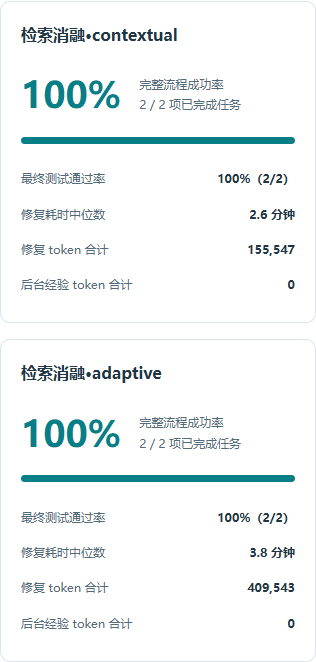 检索消融•contextual
100%
完整流程成功率
2 / 2 项已完成任务
最终测试通过率 100%（2/2）
修复耗时中位数 2.6 分钟
修复 token 合计 155,547
后台经验 token 合计 0
检索消融•adaptive
100%
完整流程成功率
2 / 2 项已完成任务
最终测试通过率 100%（2/2）
修复耗时中位数 3.8 分钟
修复 token 合计 409,543
后台经验 token 合计 0